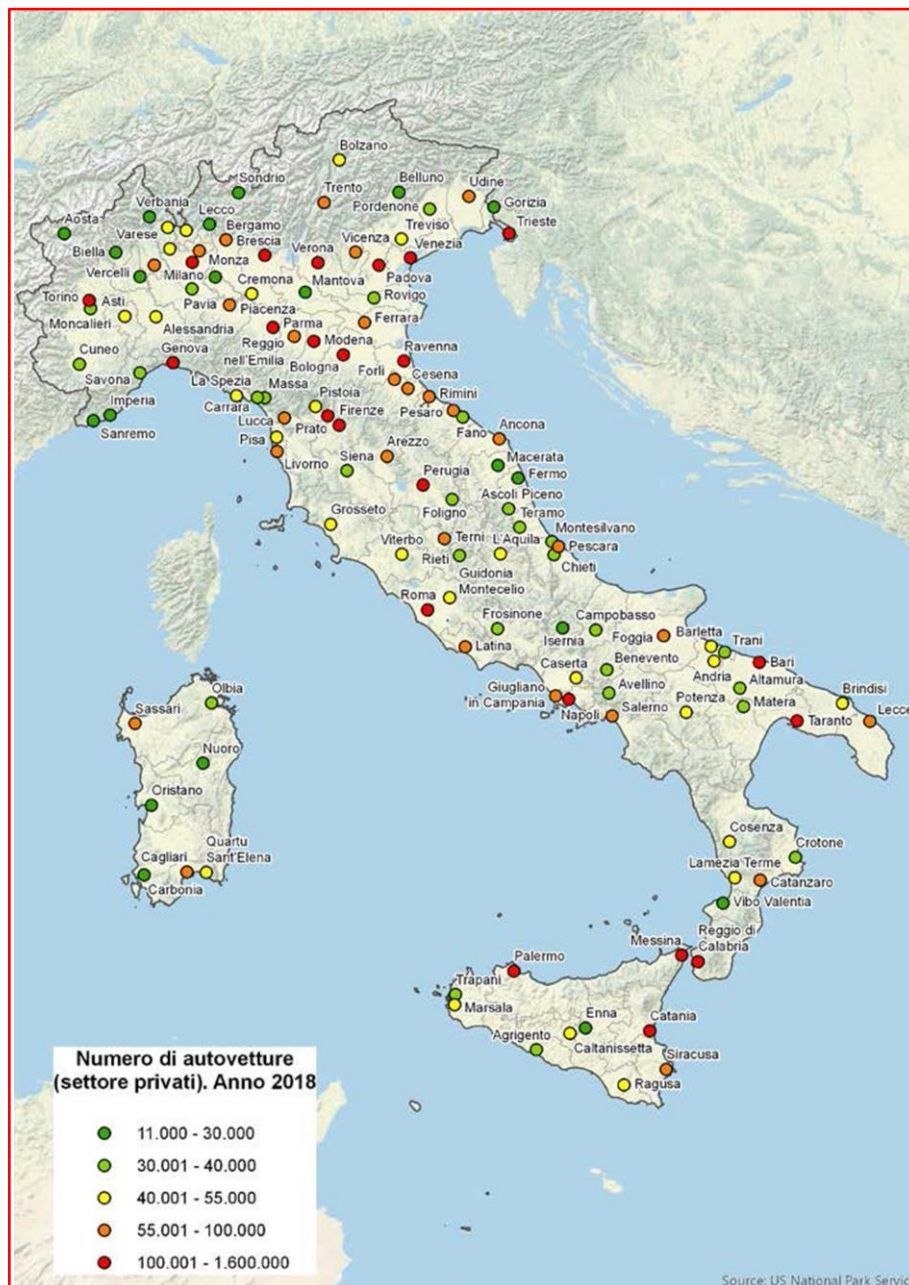 Bolzano
Sondrio
Belluno
Udine
Trento
Pordenone
Gorizia
Verbania
Lecco
Aosta
Varese
Bergamo
Treviso
Trieste
Biella
Brescia
Verona
Vicenza
Venezia
Monza
Vercelli
Milano
Cremona
Mantova
Padova
Rovigo
Torino
Asti
Pavia
Piacenza
Ferrara
Moncalieri
Alessandria
Parma
Reggio
nell'Emilia
Modena
Ravenna
Cuneo
Genova
Bologna
Forlì
Cesena
Savona
La Spezia
Massa
Pistoia
Rimini
Carrara
Firenze
Pesaro
Imperia
Lucca
Prato
Fano
Ancona
Sanremo
Pisa
Arezzo
Livorno
Siena
Macerata
Perugia
Fermo
Grosseto
Foligno
Ascoli Piceno
Teramo
Viterbo
Terni
L'Aquila
Montesilvano
Pescara
Rieti
Chieti
Guidonia
Montecelio
Roma
Frosinone
Campobasso
Isernia
Foggia
Barletta
Trani
Latina
Caserta
Benevento
Bari
Andria
Altamura
Giugliano
in Campania
Avellino
Potenza
Brindisi
Napoli
Salerno
Matera
Taranto
Lecce
Olbia
Sassari
Nuoro
Oristano
Quartu
Sant'Elena
Cagliari
Carbonia
Cosenza
Crotone
Lamezia Terme
Catanzaro
Vibo Valentia
Reggio di
Calabria
Messina
Palermo
Trapani
Marsala
Enna
Catania
Agrigento
Caltanissetta
Siracusa
Ragusa
Numero di autovetture
(settore privati). Anno 2018
11.000 - 30.000
30.001 - 40.000
40.001 - 55.000
55.001 - 100.000
100.001 - 1.600.000
Source: US National Park Servic